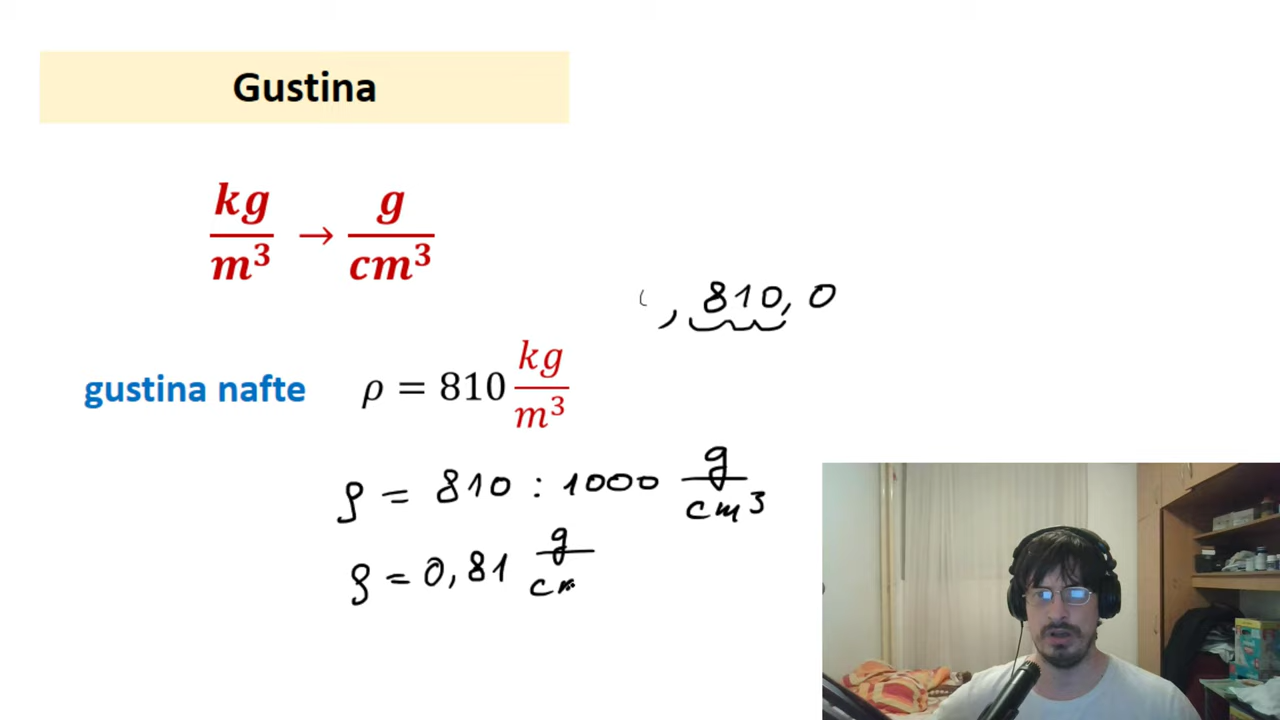 Gustina
kg/m³ → g/cm³
,810,0
gustina nafte ρ = 810 kg/m³
ρ = 810 : 1000 g/cm³
ρ = 0,81 g/cm